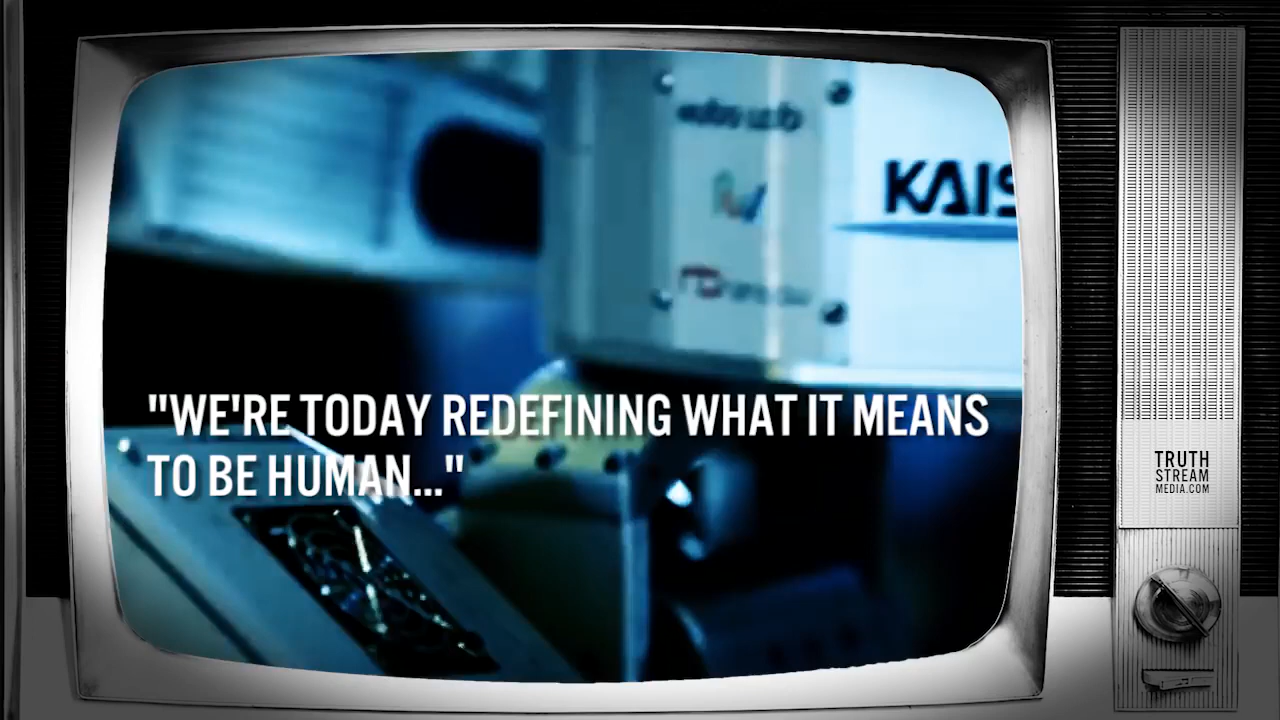 KAIS
"WE'RE TODAY REDEFINING WHAT IT MEANS
TO BE HUMAN..."
TRUTH
STREAM
MEDIA.COM